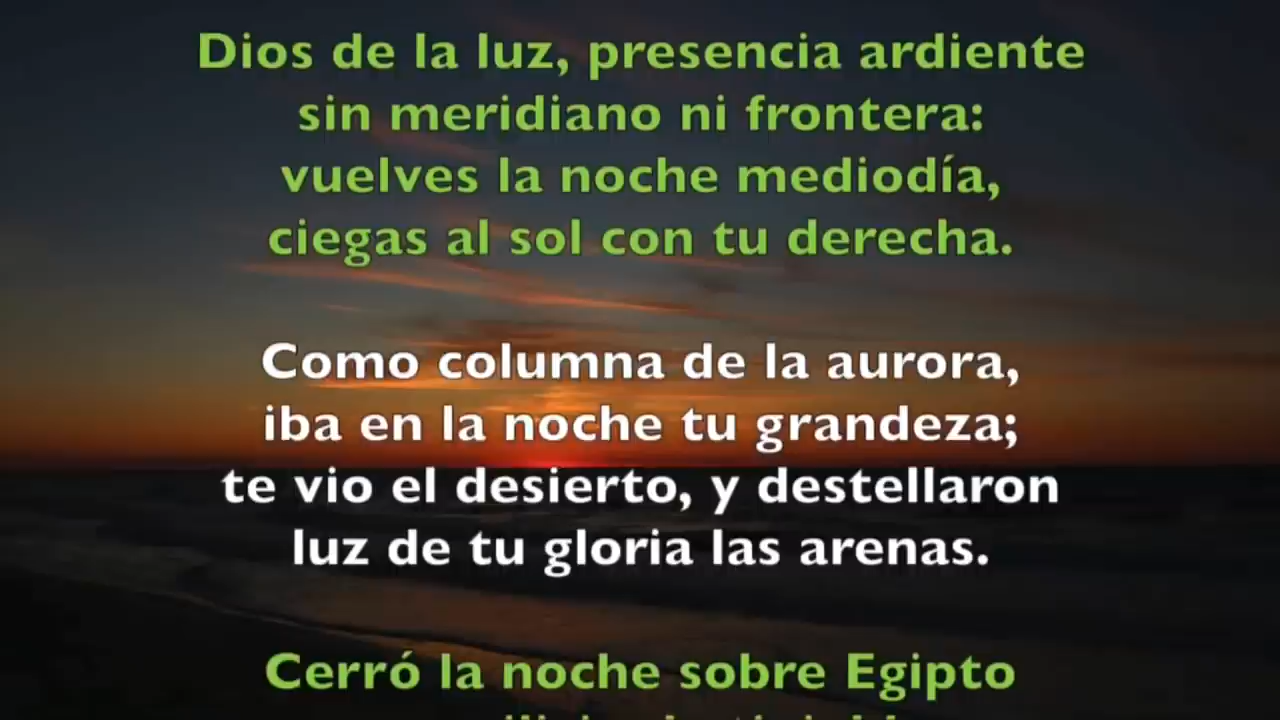 Dios de la luz, presencia ardiente
sin meridiano ni frontera:
vuelves la noche mediodía,
ciegas al sol con tu derecha.
Como columna de la aurora,
iba en la noche tu grandeza;
te vio el desierto, y destellaron
luz de tu gloria las arenas.
Cerró la noche sobre Egipto